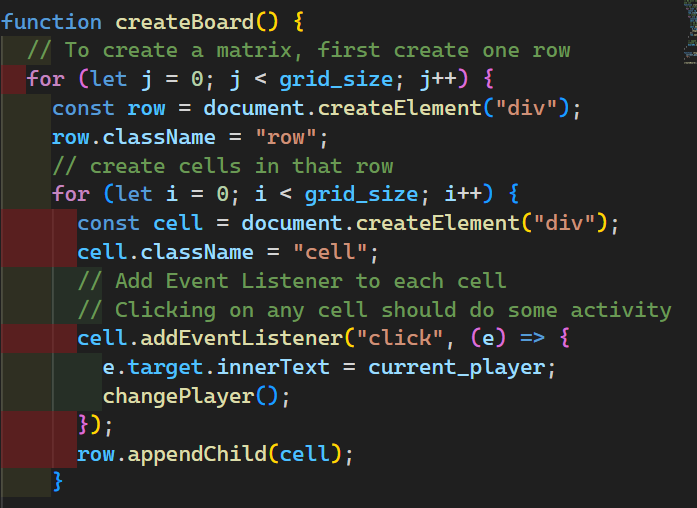 function createBoard() {
  // To create a matrix, first create one row
  for (let j = 0; j < grid_size; j++) {
    const row = document.createElement("div");
    row.className = "row";
    // create cells in that row
    for (let i = 0; i < grid_size; i++) {
      const cell = document.createElement("div");
      cell.className = "cell";
      // Add Event Listener to each cell
      // Clicking on any cell should do some activity
      cell.addEventListener("click", (e) => {
        e.target.innerText = current_player;
        changePlayer();
      });
      row.appendChild(cell);
    }